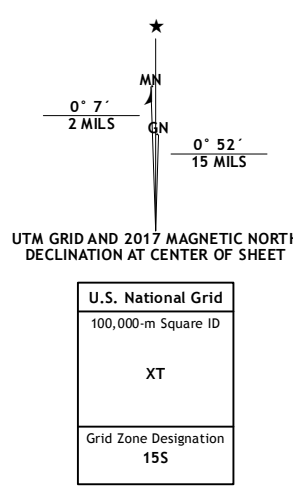 ★
MN
0° 7´
2 MILS
GN
0° 52´
15 MILS
UTM GRID AND 2017 MAGNETIC NORTH
DECLINATION AT CENTER OF SHEET
U.S. National Grid
100,000-m Square ID
XT
Grid Zone Designation
15S